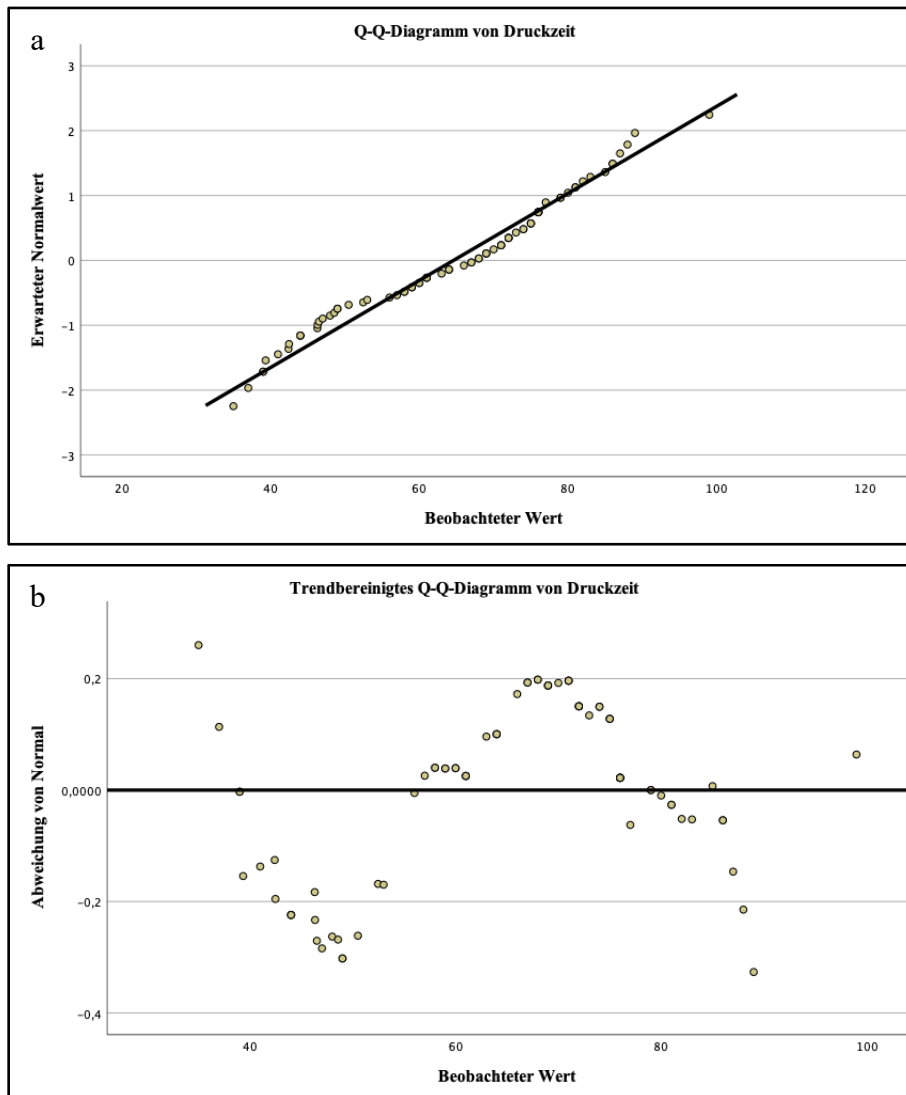 a
Q-Q-Diagramm von Druckzeit
3
2
1
0
−1
−2
−3
Erwarteter Normalwert
20 40 60 80 100 120
Beobachteter Wert
b
Trendbereinigtes Q-Q-Diagramm von Druckzeit
0,2
0,0000
−0,2
−0,4
Abweichung von Normal
40 60 80 100
Beobachteter Wert